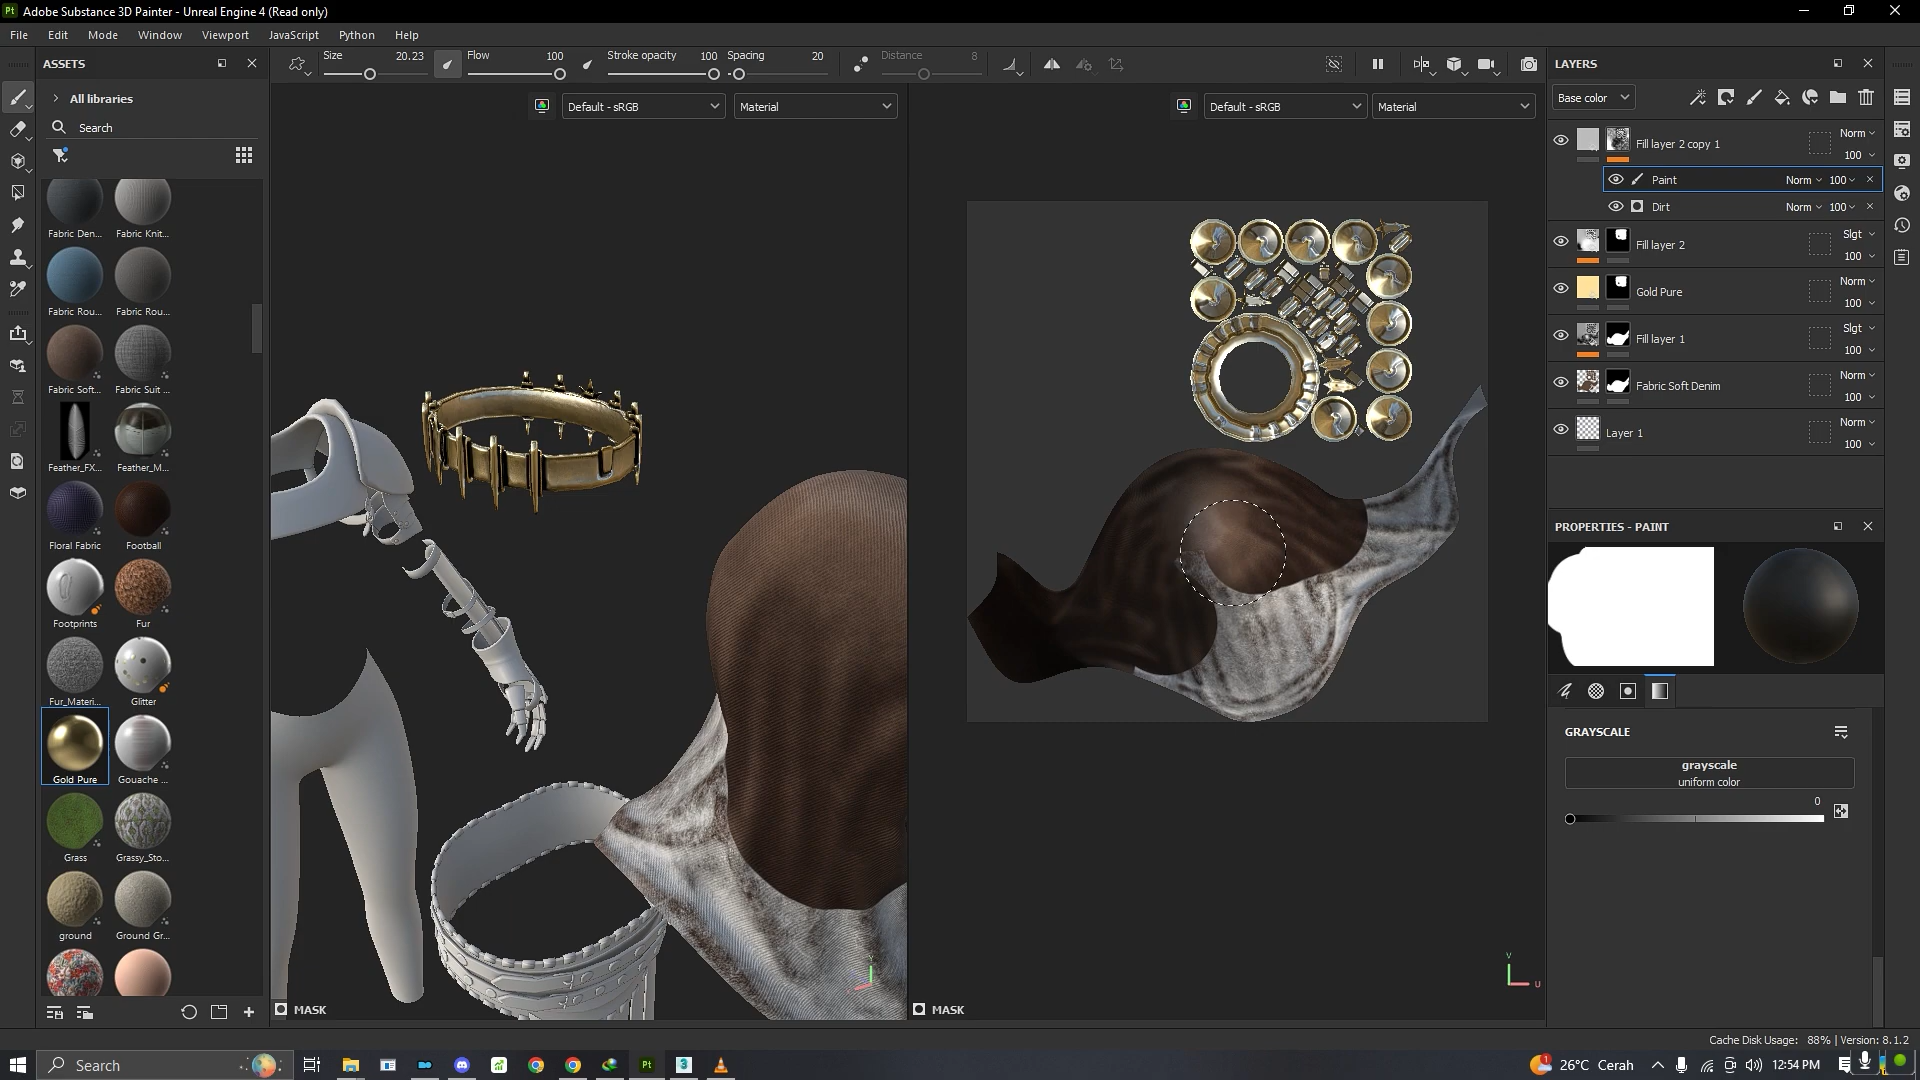 Adobe Substance 3D Painter - Unreal Engine 4 (Read only)
File Edit Mode Window Viewport JavaScript Python Help
ASSETS
All libraries
Search
Fabric Den...
Fabric Knit...
Fabric Rou...
Fabric Rou...
Fabric Soft...
Fabric Suit ...
Feather_FX...
Feather_M...
Floral Fabric
Football
Footprints
Fur
Fur_Materi...
Glitter
Gold Pure
Gouache ...
Grass
Grassy_Sto...
ground
Ground Gr...
Size 20.23
Flow 100
Stroke opacity 100
Spacing 20
Distance 8
Default - sRGB
Material
Default - sRGB
Material
MASK
MASK
Y
V
U
LAYERS
Base color
Fill layer 2 copy 1
Norm
100
Paint Norm 100
Dirt Norm 100
Fill layer 2
Slgt
100
Gold Pure
Norm
100
Fill layer 1
Slgt
100
Fabric Soft Denim
Norm
100
Layer 1
Norm
100
PROPERTIES - PAINT
GRAYSCALE
grayscale
uniform color
0
Cache Disk Usage: 88% | Version: 8.1.2
Search
Pt
3
1
26°C Cerah
12:54 PM